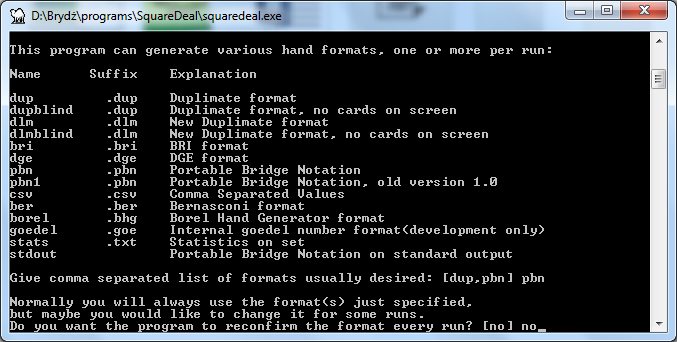 D:\Brydż\programs\SquareDeal\squaredeal.exe
This program can generate various hand formats, one or more per run:
Name Suffix Explanation
dup .dup Duplimate format
dupblind .dup Duplimate format, no cards on screen
dlm .dlm New Duplimate format
dlmblind .dlm New Duplimate format, no cards on screen
bri .bri BRI format
dge .dge DGE format
pbn .pbn Portable Bridge Notation
pbn1 .pbn Portable Bridge Notation, old version 1.0
csv .csv Comma Separated Values
ber .ber Bernasconi format
borel .bhg Borel Hand Generator format
goedel .goe Internal goedel number format(development only)
stats .txt Statistics on set
stdout Portable Bridge Notation on standard output
Give comma separated list of formats usually desired: [dup,pbn] pbn
Normally you will always use the format(s) just specified,
but maybe you would like to change it for some runs.
Do you want the program to reconfirm the format every run? [no] no_